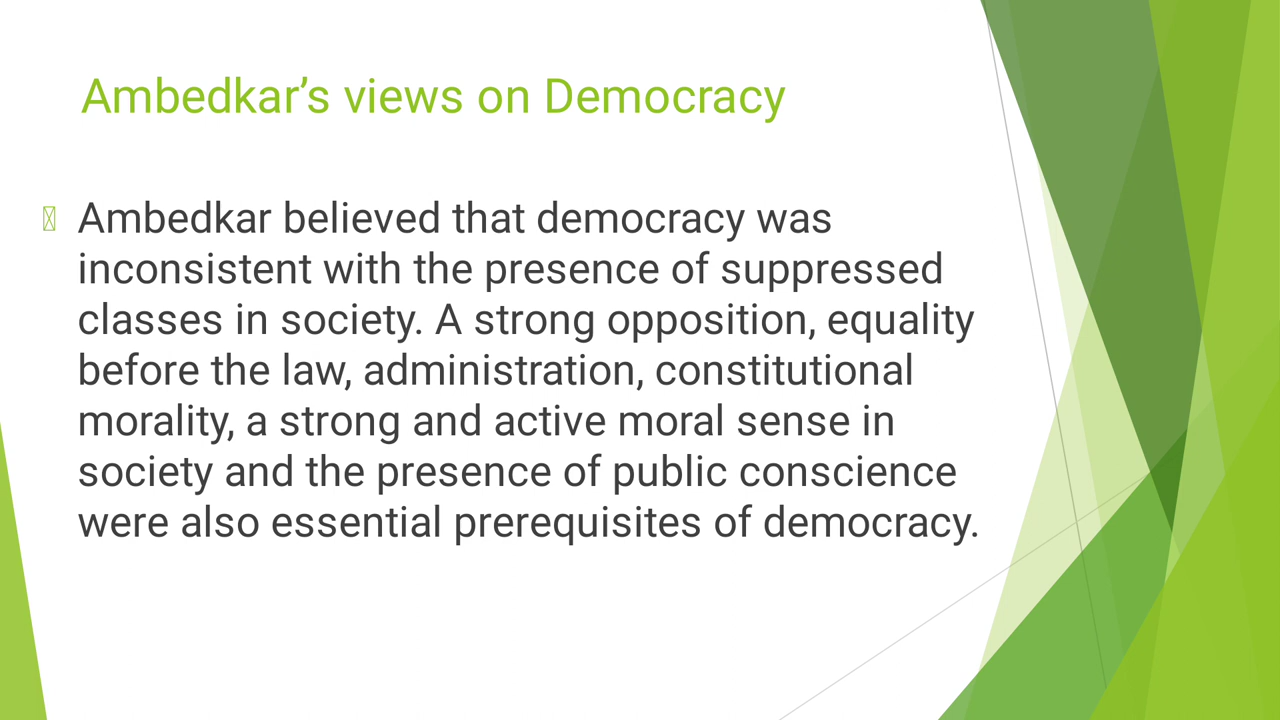 Ambedkar’s views on Democracy
Ambedkar believed that democracy was
inconsistent with the presence of suppressed
classes in society. A strong opposition, equality
before the law, administration, constitutional
morality, a strong and active moral sense in
society and the presence of public conscience
were also essential prerequisites of democracy.